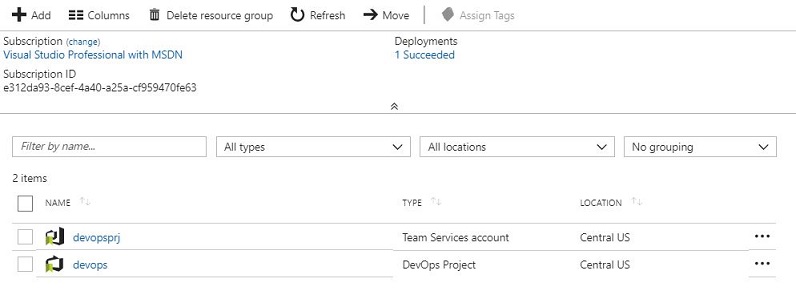 Add Columns Delete resource group Refresh Move Assign Tags
Subscription (change) Deployments
Visual Studio Professional with MSDN 1 Succeeded
Subscription ID
e312da93-8cef-4a40-a25a-cf959470fe63
Filter by name... All types All locations No grouping
2 items
NAME TYPE LOCATION
devopsprj Team Services account Central US
devops DevOps Project Central US